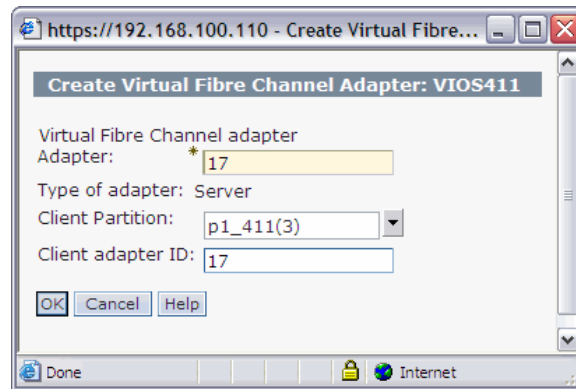 https://192.168.100.110 - Create Virtual Fibre...
Create Virtual Fibre Channel Adapter: VIOS411
Virtual Fibre Channel adapter
Adapter: * 17
Type of adapter: Server
Client Partition: p1_411(3)
Client adapter ID: 17
OK Cancel Help
Done Internet